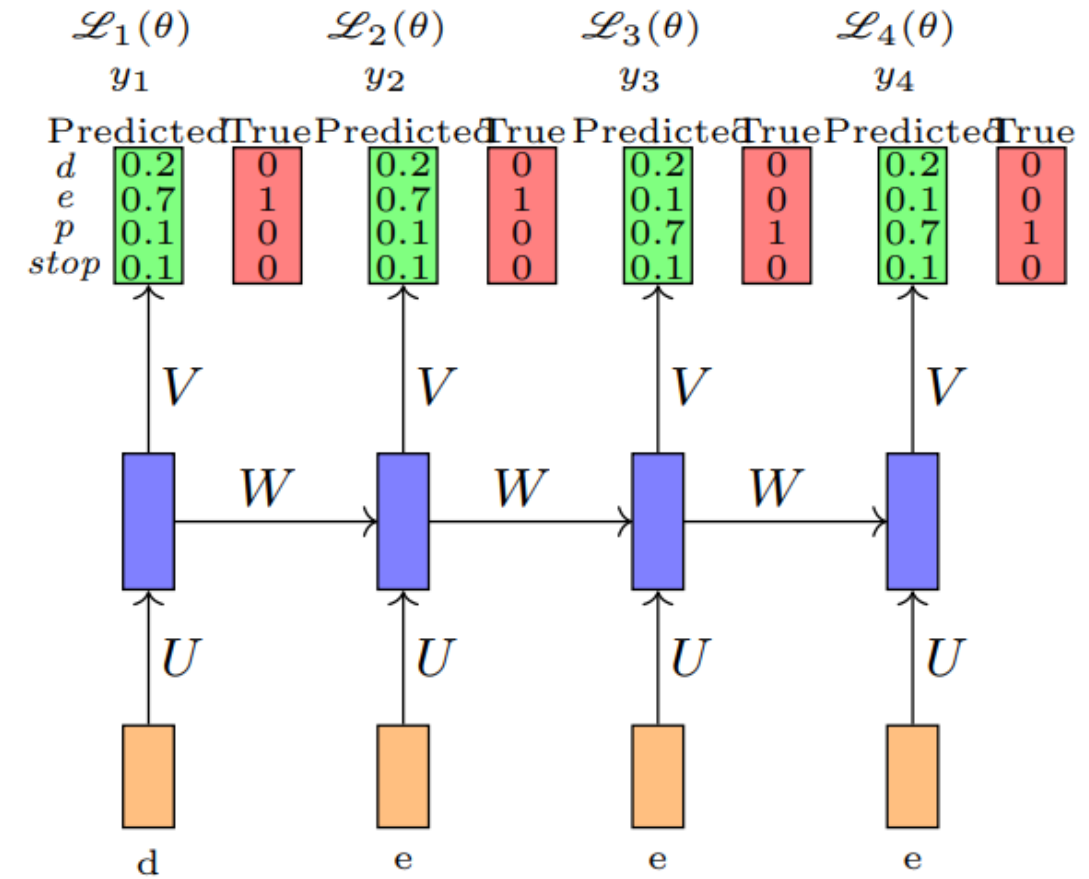 ℒ1(θ) ℒ2(θ) ℒ3(θ) ℒ4(θ)
y1 y2 y3 y4
Predicted True Predicted True Predicted True Predicted True
d 0.2 0 0.2 0 0.2 0 0.2 0
e 0.7 1 0.7 1 0.1 0 0.1 0
p 0.1 0 0.1 0 0.7 1 0.7 1
stop 0.1 0 0.1 0 0.1 0 0.1 0
V V V V
W W W
U U U U
d e e e